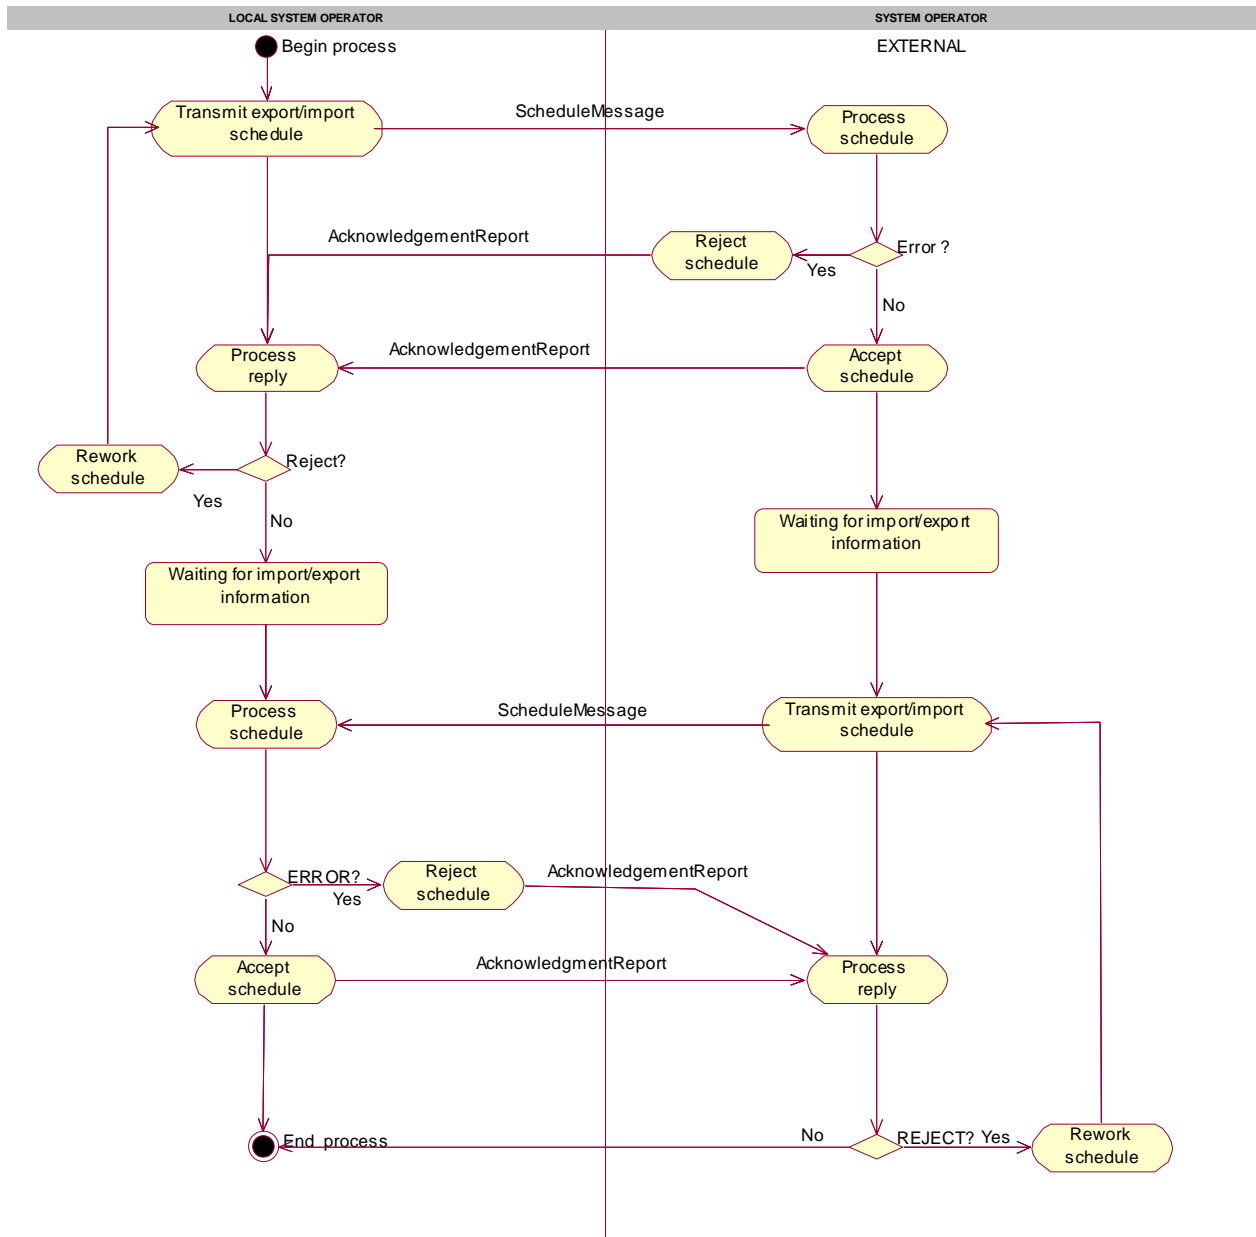 LOCAL SYSTEM OPERATOR
SYSTEM OPERATOR
Begin process
EXTERNAL
Transmit export/import
schedule
ScheduleMessage
Process
schedule
AcknowledgementReport
Reject
schedule
Error ?
Yes
No
Process
reply
AcknowledgementReport
Accept
schedule
Rework
schedule
Reject?
Yes
No
Waiting for import/export
information
Waiting for import/export
information
Process
schedule
ScheduleMessage
Transmit export/import
schedule
ERROR?
Yes
Reject
schedule
AcknowledgementReport
No
Accept
schedule
AcknowledgmentReport
Process
reply
End process
No
REJECT? Yes
Rework
schedule